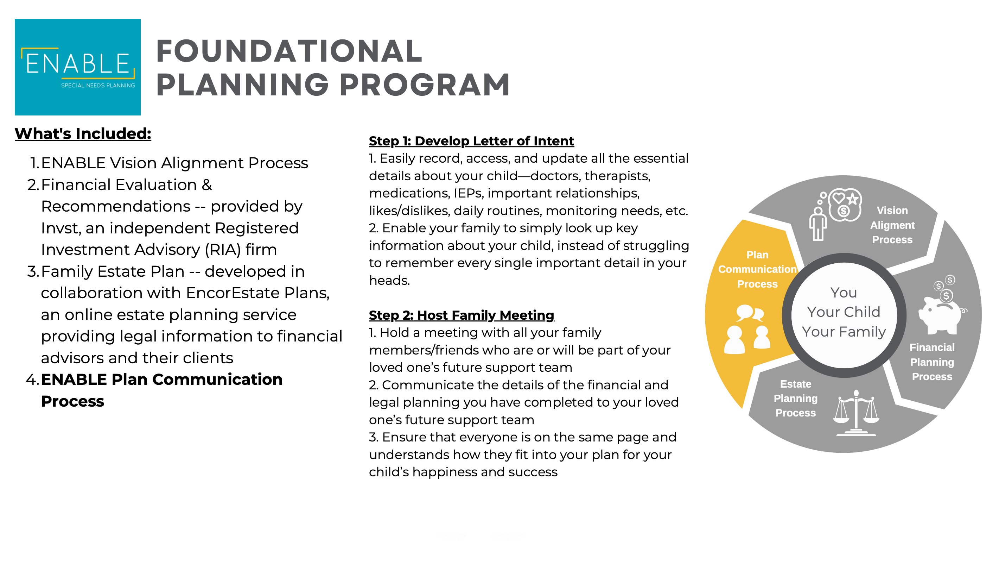 ENABLE
SPECIAL NEEDS PLANNING
FOUNDATIONAL
PLANNING PROGRAM
What's Included:
1. ENABLE Vision Alignment Process
2. Financial Evaluation &
Recommendations -- provided by
Invst, an independent Registered
Investment Advisory (RIA) firm
3. Family Estate Plan -- developed in
collaboration with EncorEstate Plans,
an online estate planning service
providing legal information to financial
advisors and their clients
4. ENABLE Plan Communication
Process
Step 1: Develop Letter of Intent
1. Easily record, access, and update all the essential
details about your child—doctors, therapists,
medications, IEPs, important relationships,
likes/dislikes, daily routines, monitoring needs, etc.
2. Enable your family to simply look up key
information about your child, instead of struggling
to remember every single important detail in your
heads.
Step 2: Host Family Meeting
1. Hold a meeting with all your family
members/friends who are or will be part of your
loved one’s future support team
2. Communicate the details of the financial and
legal planning you have completed to your loved
one’s future support team
3. Ensure that everyone is on the same page and
understands how they fit into your plan for your
child’s happiness and success
Vision
Aligment
Process
Plan
Communication
Process
You
Your Child
Your Family
Financial
Planning
Process
Estate
Planning
Process